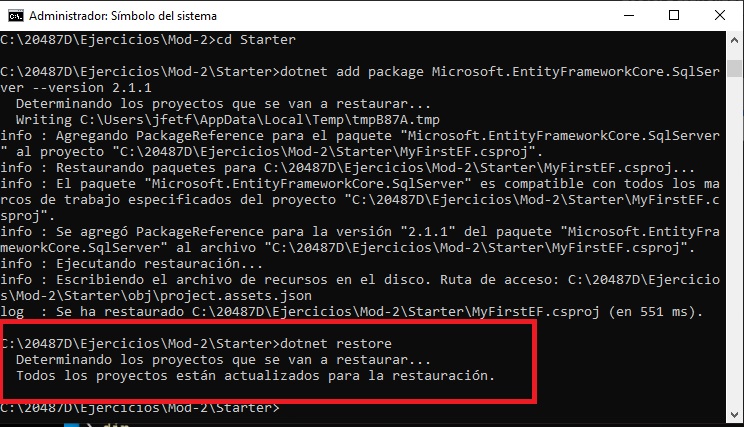 Administrador: Símbolo del sistema
C:\20487D\Ejercicios\Mod-2>cd Starter
C:\20487D\Ejercicios\Mod-2\Starter>dotnet add package Microsoft.EntityFrameworkCore.SqlSer
ver --version 2.1.1
  Determinando los proyectos que se van a restaurar...
  Writing C:\Users\jfetf\AppData\Local\Temp\tmpB87A.tmp
info : Agregando PackageReference para el paquete "Microsoft.EntityFrameworkCore.SqlServer
" al proyecto "C:\20487D\Ejercicios\Mod-2\Starter\MyFirstEF.csproj".
info : Restaurando paquetes para C:\20487D\Ejercicios\Mod-2\Starter\MyFirstEF.csproj...
info : El paquete "Microsoft.EntityFrameworkCore.SqlServer" es compatible con todos los ma
rcos de trabajo especificados del proyecto "C:\20487D\Ejercicios\Mod-2\Starter\MyFirstEF.c
sproj".
info : Se agregó PackageReference para la versión "2.1.1" del paquete "Microsoft.EntityFra
meworkCore.SqlServer" al archivo "C:\20487D\Ejercicios\Mod-2\Starter\MyFirstEF.csproj".
info : Ejecutando restauración...
info : Escribiendo el archivo de recursos en el disco. Ruta de acceso: C:\20487D\Ejercicio
s\Mod-2\Starter\obj\project.assets.json
log  : Se ha restaurado C:\20487D\Ejercicios\Mod-2\Starter\MyFirstEF.csproj (en 551 ms).
C:\20487D\Ejercicios\Mod-2\Starter>dotnet restore
  Determinando los proyectos que se van a restaurar...
  Todos los proyectos están actualizados para la restauración.
C:\20487D\Ejercicios\Mod-2\Starter>